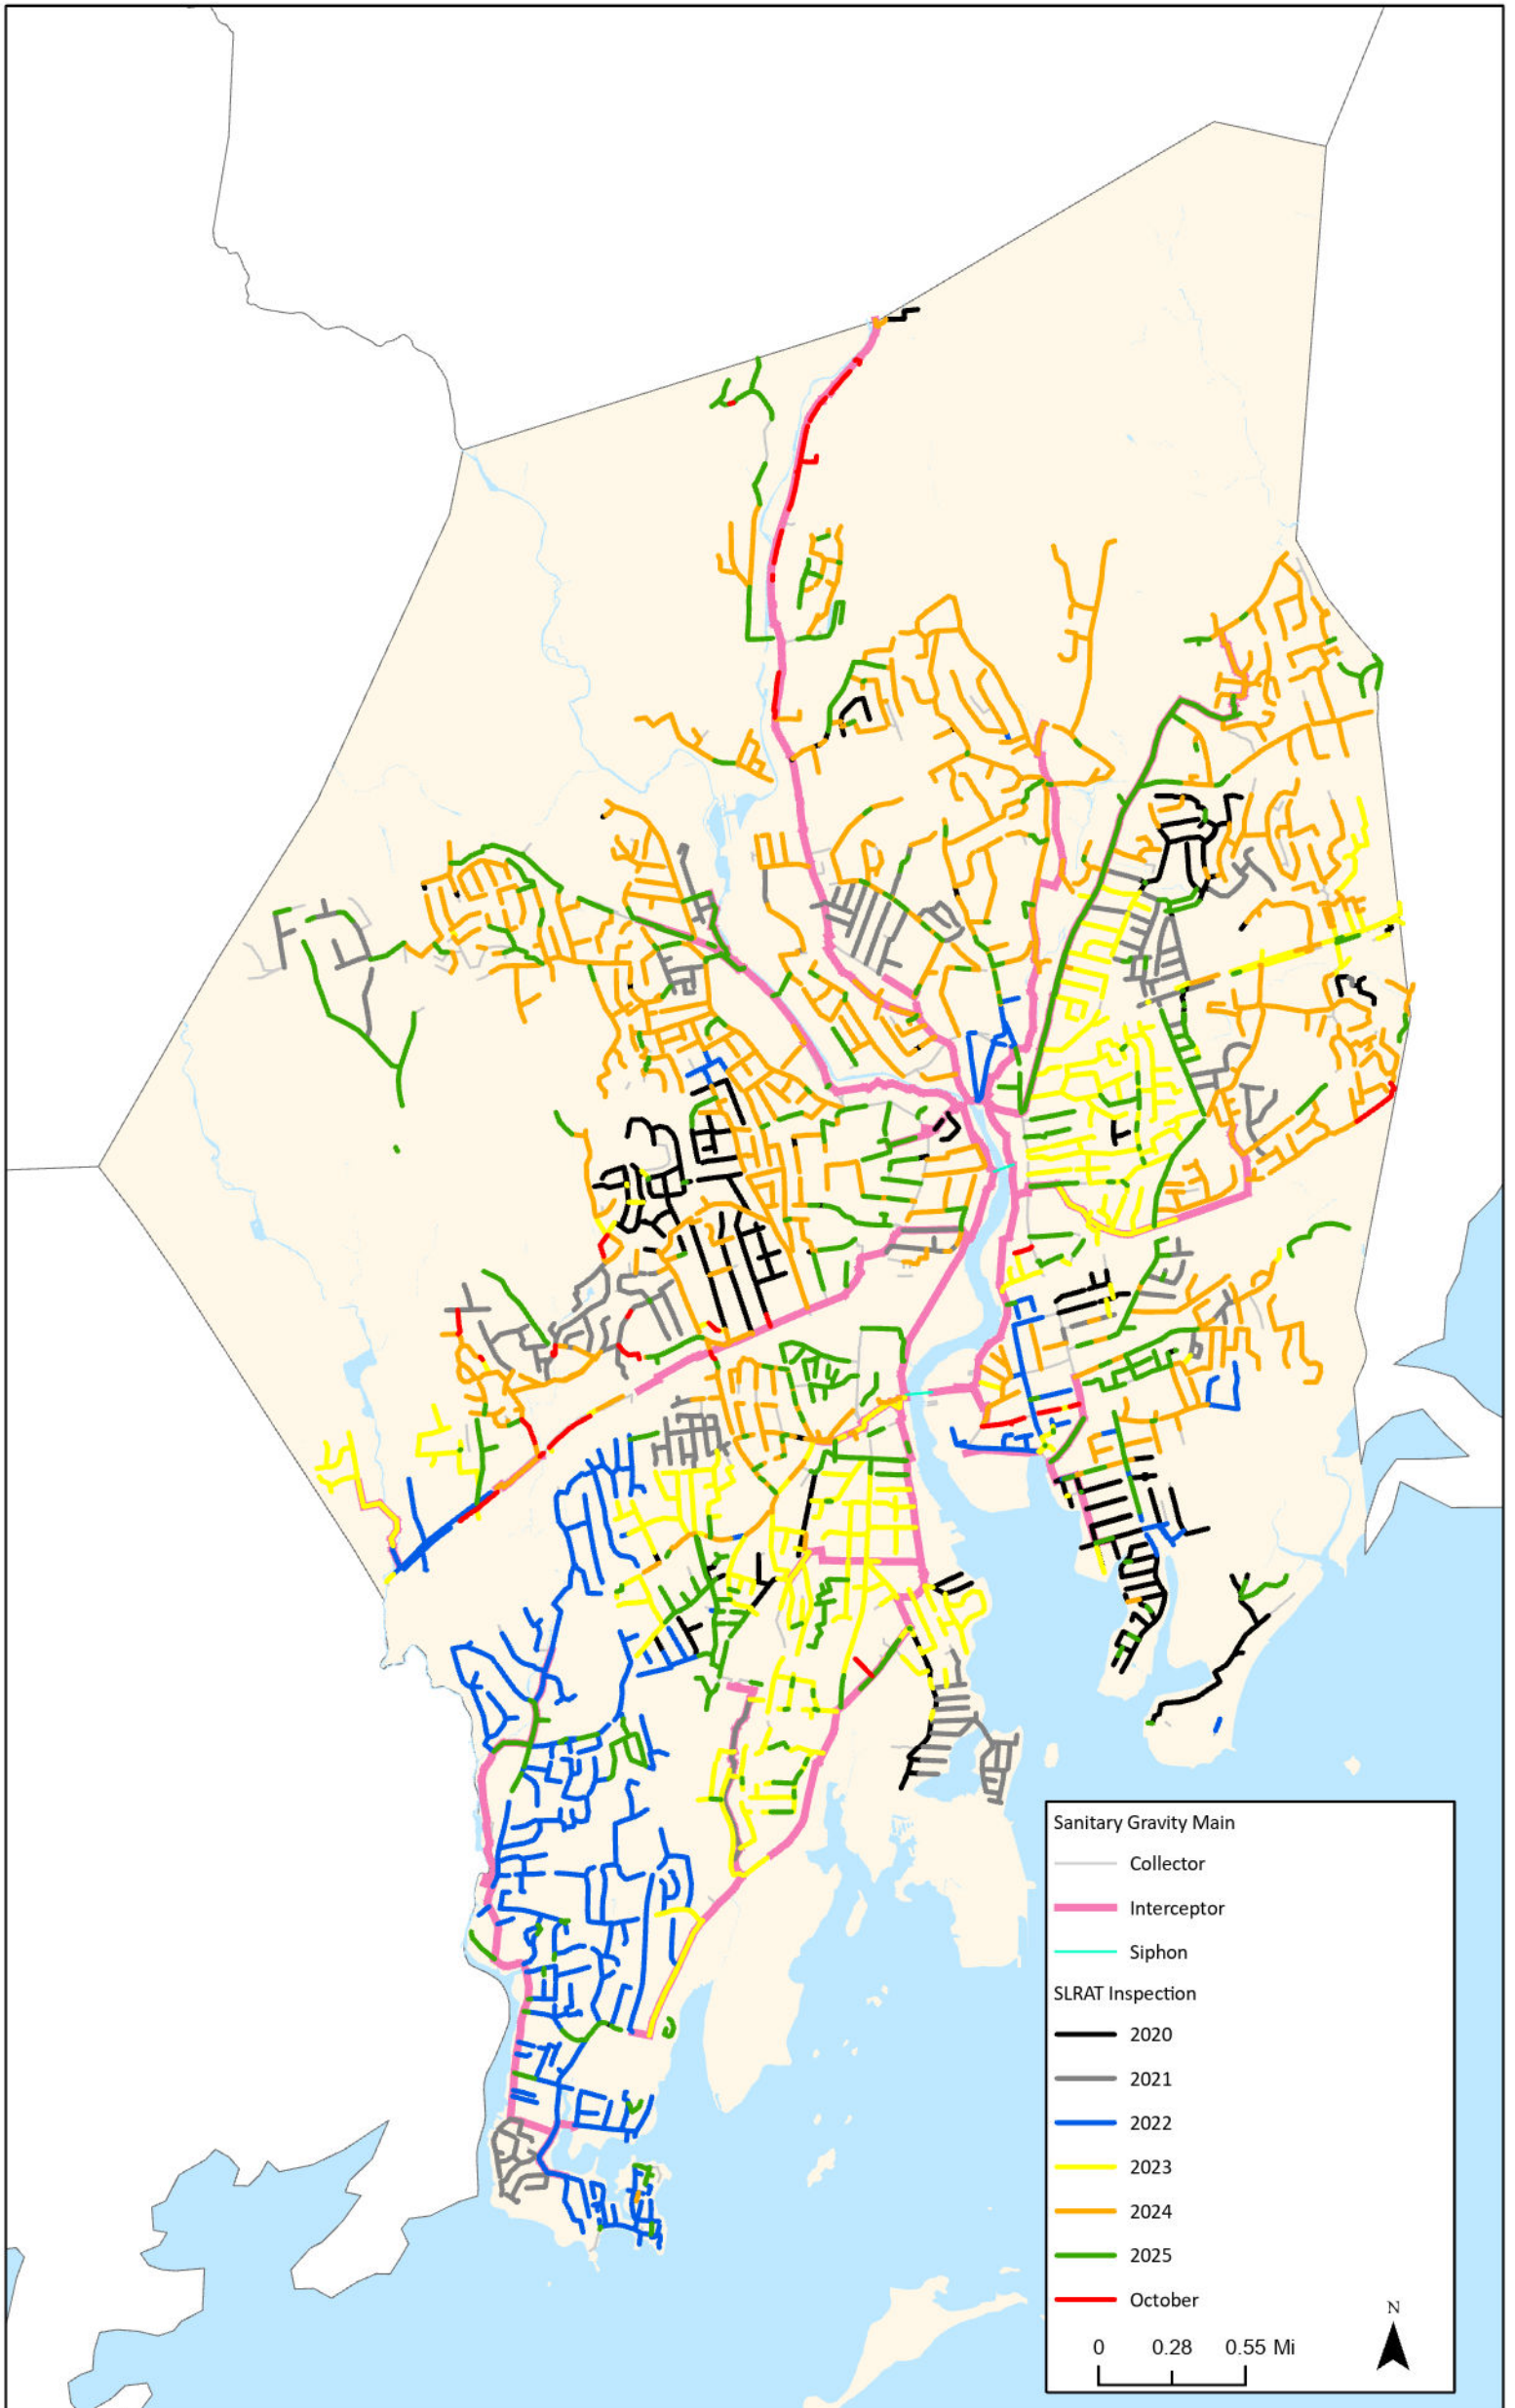 Sanitary Gravity Main
Collector
Interceptor
Siphon
SLRAT Inspection
2020
2021
2022
2023
2024
2025
October
N
0 0.28 0.55 Mi